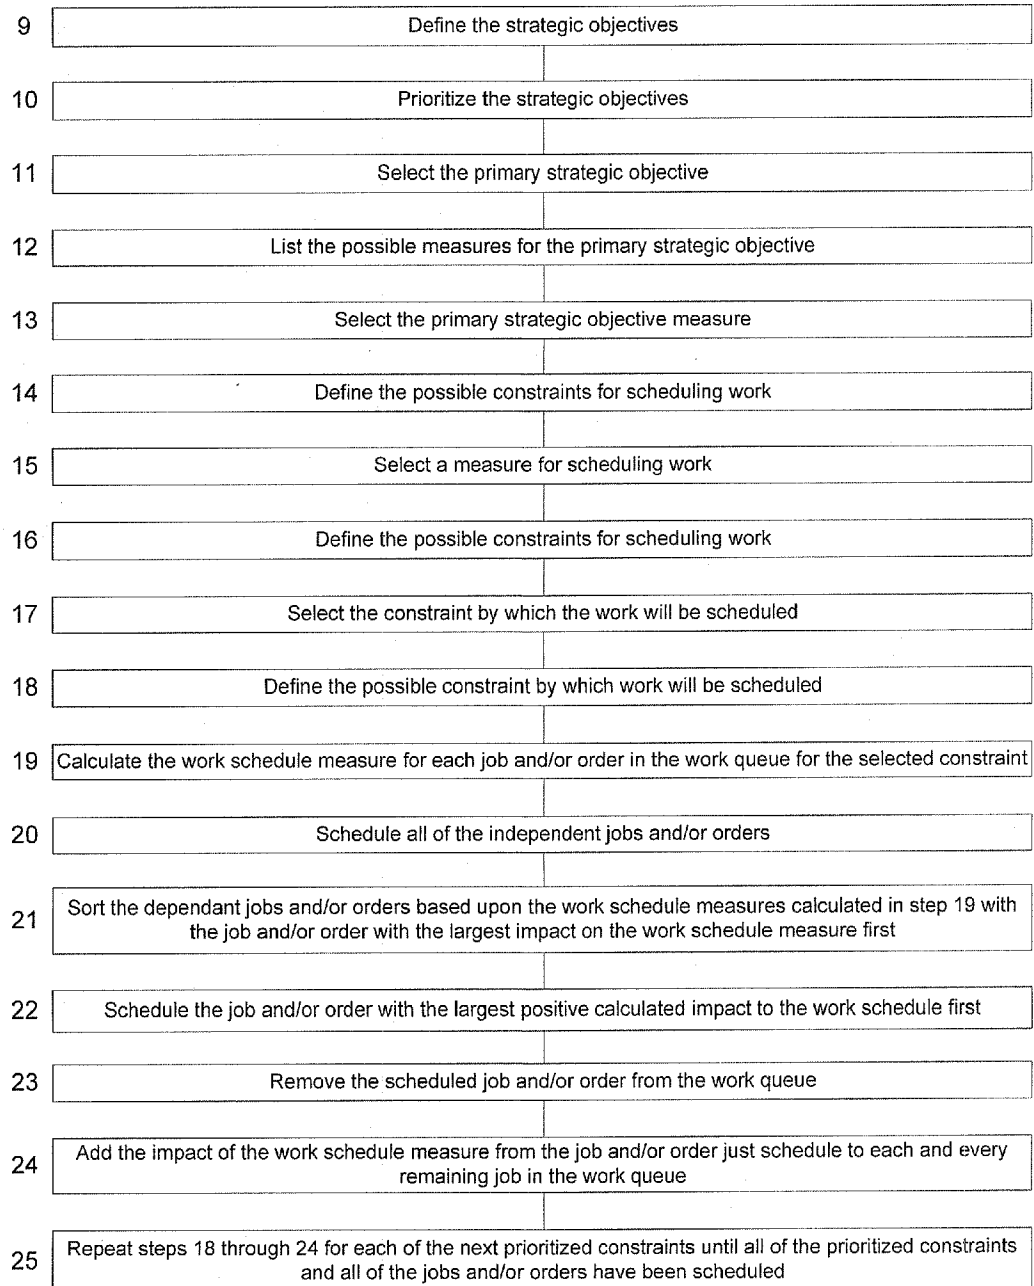 9 Define the strategic objectives
10 Prioritize the strategic objectives
11 Select the primary strategic objective
12 List the possible measures for the primary strategic objective
13 Select the primary strategic objective measure
14 Define the possible constraints for scheduling work
15 Select a measure for scheduling work
16 Define the possible constraints for scheduling work
17 Select the constraint by which the work will be scheduled
18 Define the possible constraint by which work will be scheduled
19 Calculate the work schedule measure for each job and/or order in the work queue for the selected constraint
20 Schedule all of the independent jobs and/or orders
21 Sort the dependant jobs and/or orders based upon the work schedule measures calculated in step 19 with
the job and/or order with the largest impact on the work schedule measure first
22 Schedule the job and/or order with the largest positive calculated impact to the work schedule first
23 Remove the scheduled job and/or order from the work queue
24 Add the impact of the work schedule measure from the job and/or order just schedule to each and every
remaining job in the work queue
25 Repeat steps 18 through 24 for each of the next prioritized constraints until all of the prioritized constraints
and all of the jobs and/or orders have been scheduled